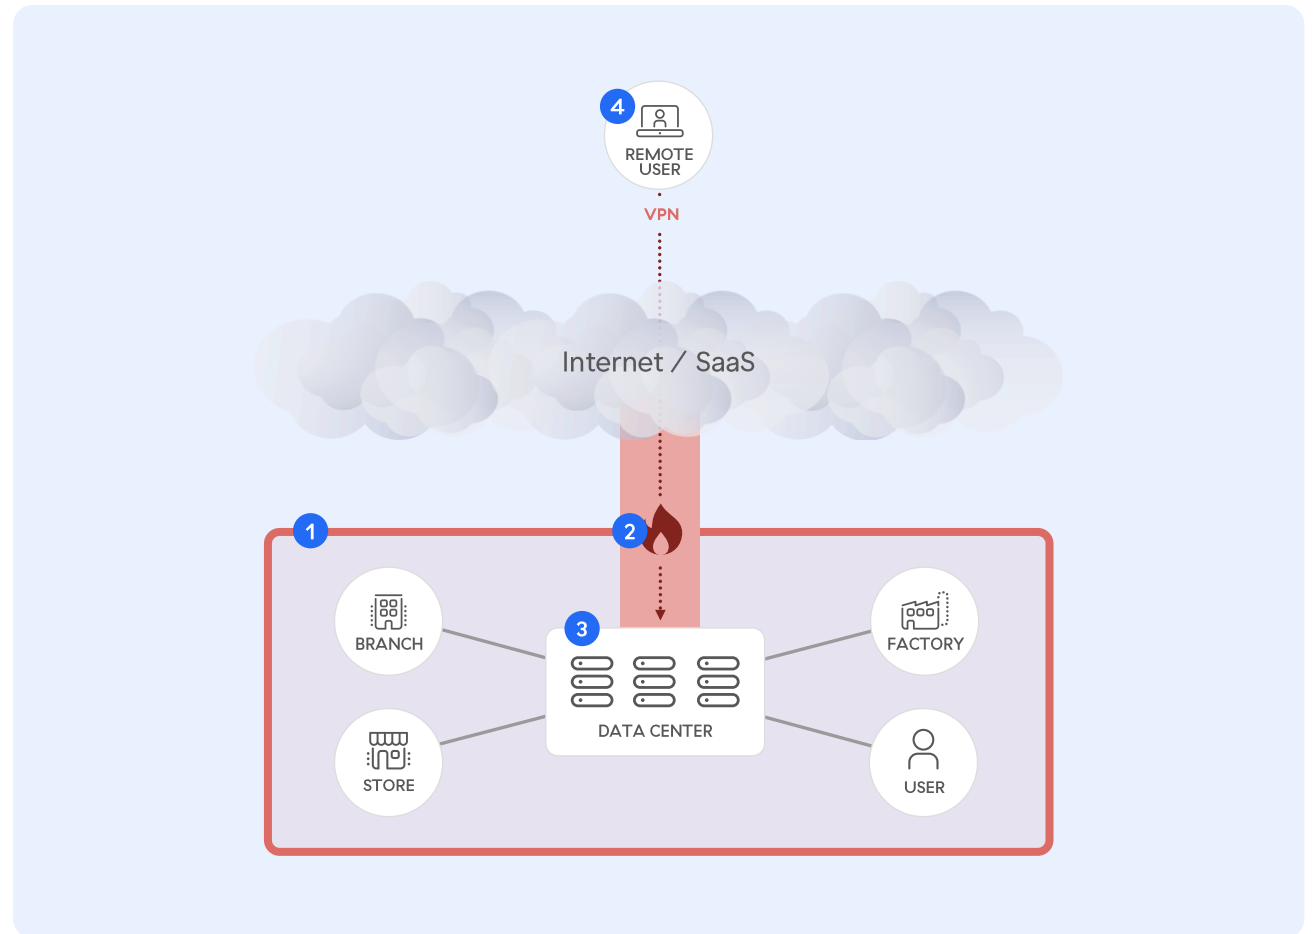 4
REMOTE
USER
VPN
Internet / SaaS
1
2
BRANCH
FACTORY
3
DATA CENTER
STORE
USER